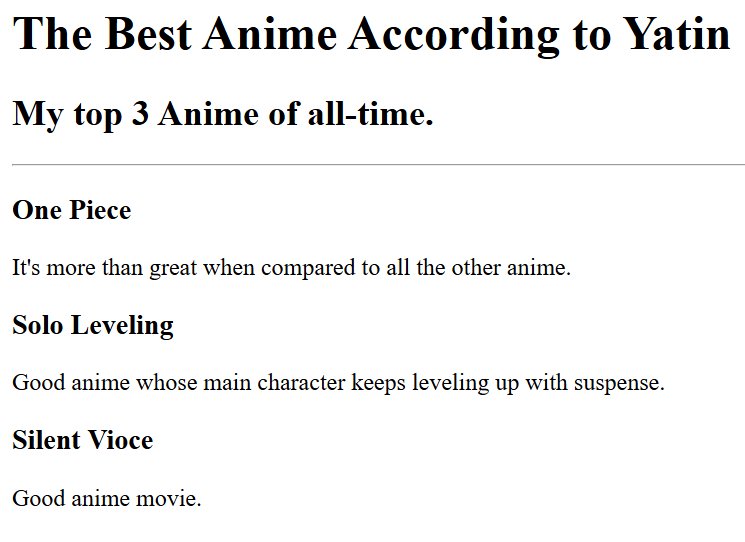 The Best Anime According to Yatin
My top 3 Anime of all-time.
One Piece
It's more than great when compared to all the other anime.
Solo Leveling
Good anime whose main character keeps leveling up with suspense.
Silent Vioce
Good anime movie.